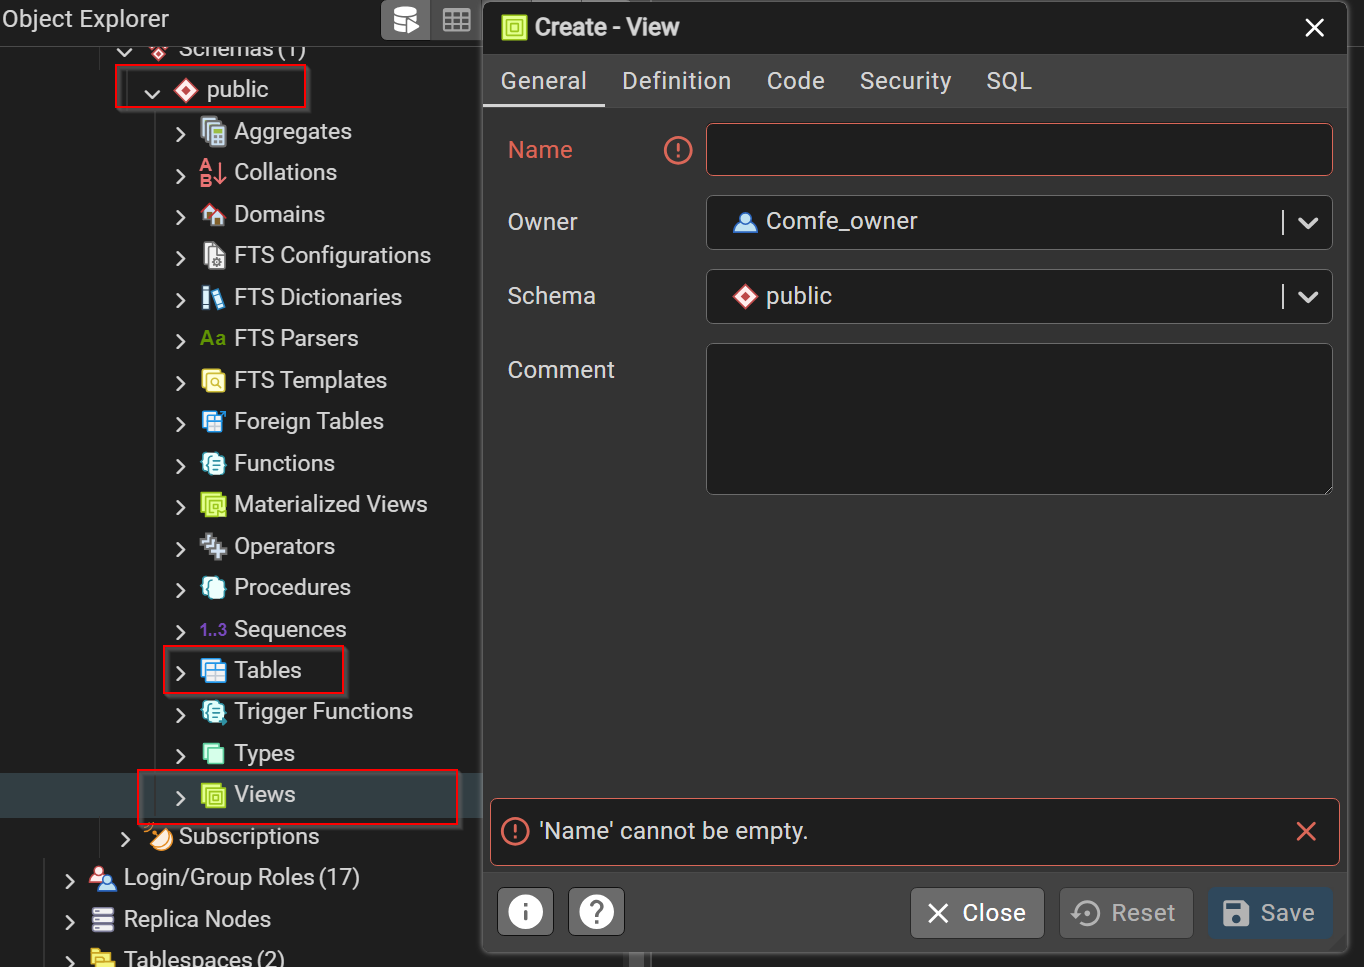 Object Explorer
Schemas (1)
public
Aggregates
Collations
Domains
FTS Configurations
FTS Dictionaries
Aa FTS Parsers
FTS Templates
Foreign Tables
Functions
Materialized Views
Operators
Procedures
1..3 Sequences
Tables
Trigger Functions
Types
Views
Subscriptions
Login/Group Roles (17)
Replica Nodes
Tablespaces (2)
Create - View
General Definition Code Security SQL
Name
Owner Comfe_owner
Schema public
Comment
'Name' cannot be empty.
Close Reset Save